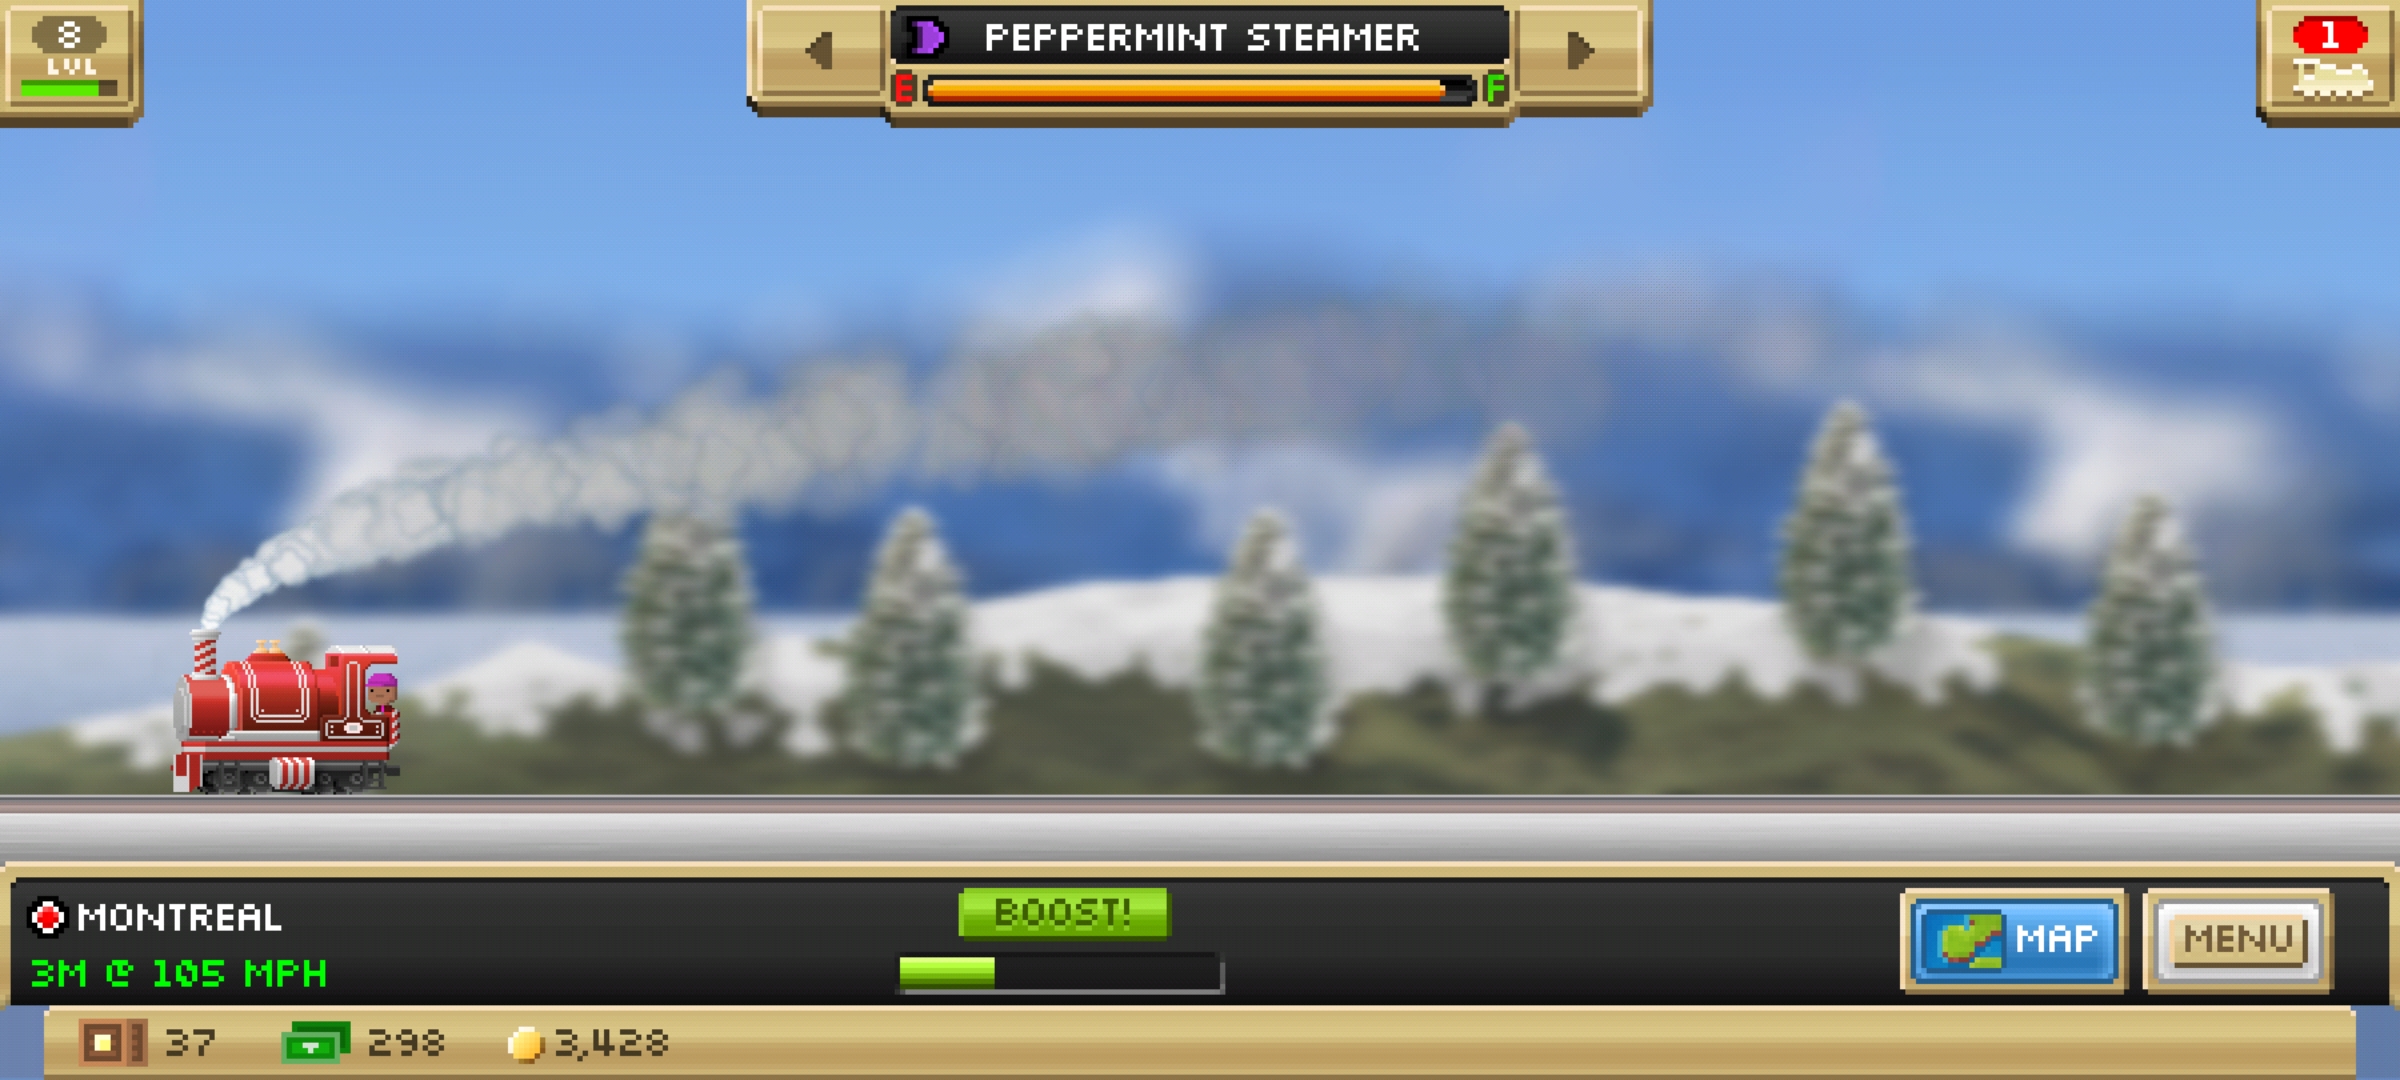 8
LVL
PEPPERMINT STEAMER
E F
1
MONTREAL
3M @ 105 MPH
BOOST!
MAP
MENU
37 298 3,428